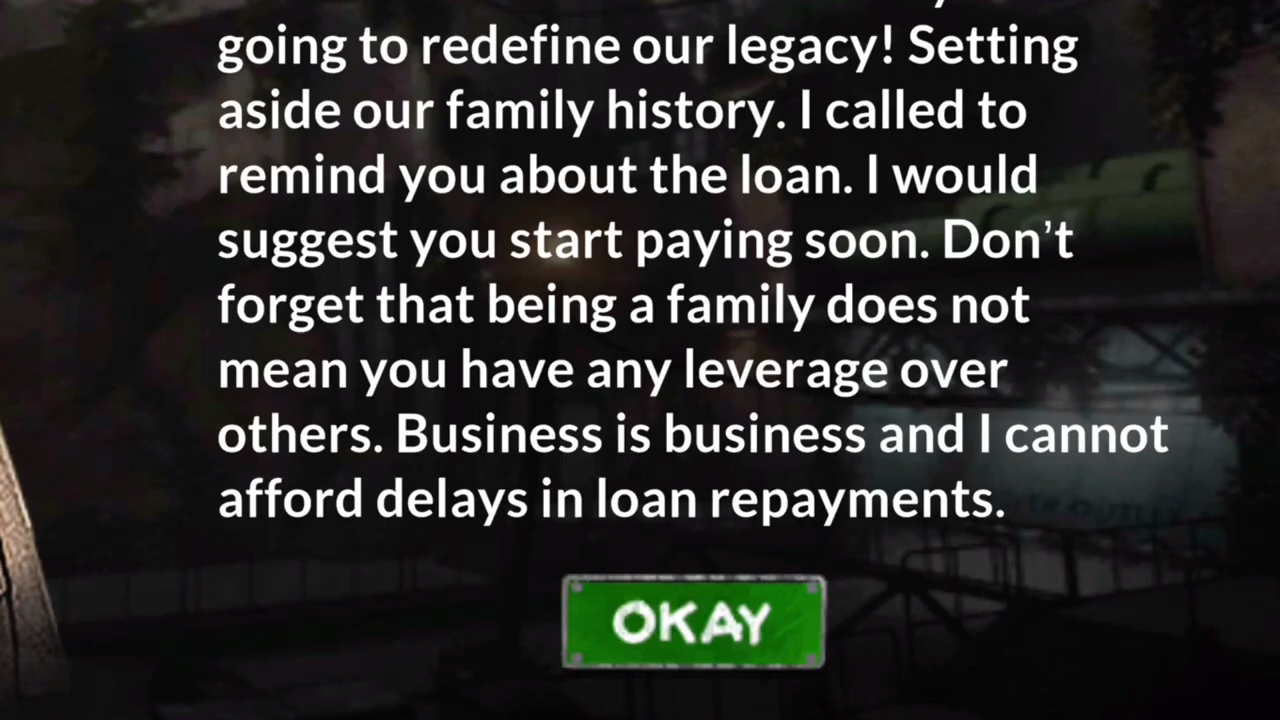 going to redefine our legacy! Setting
aside our family history. I called to
remind you about the loan. I would
suggest you start paying soon. Don't
forget that being a family does not
mean you have any leverage over
others. Business is business and I cannot
afford delays in loan repayments.
OKAY